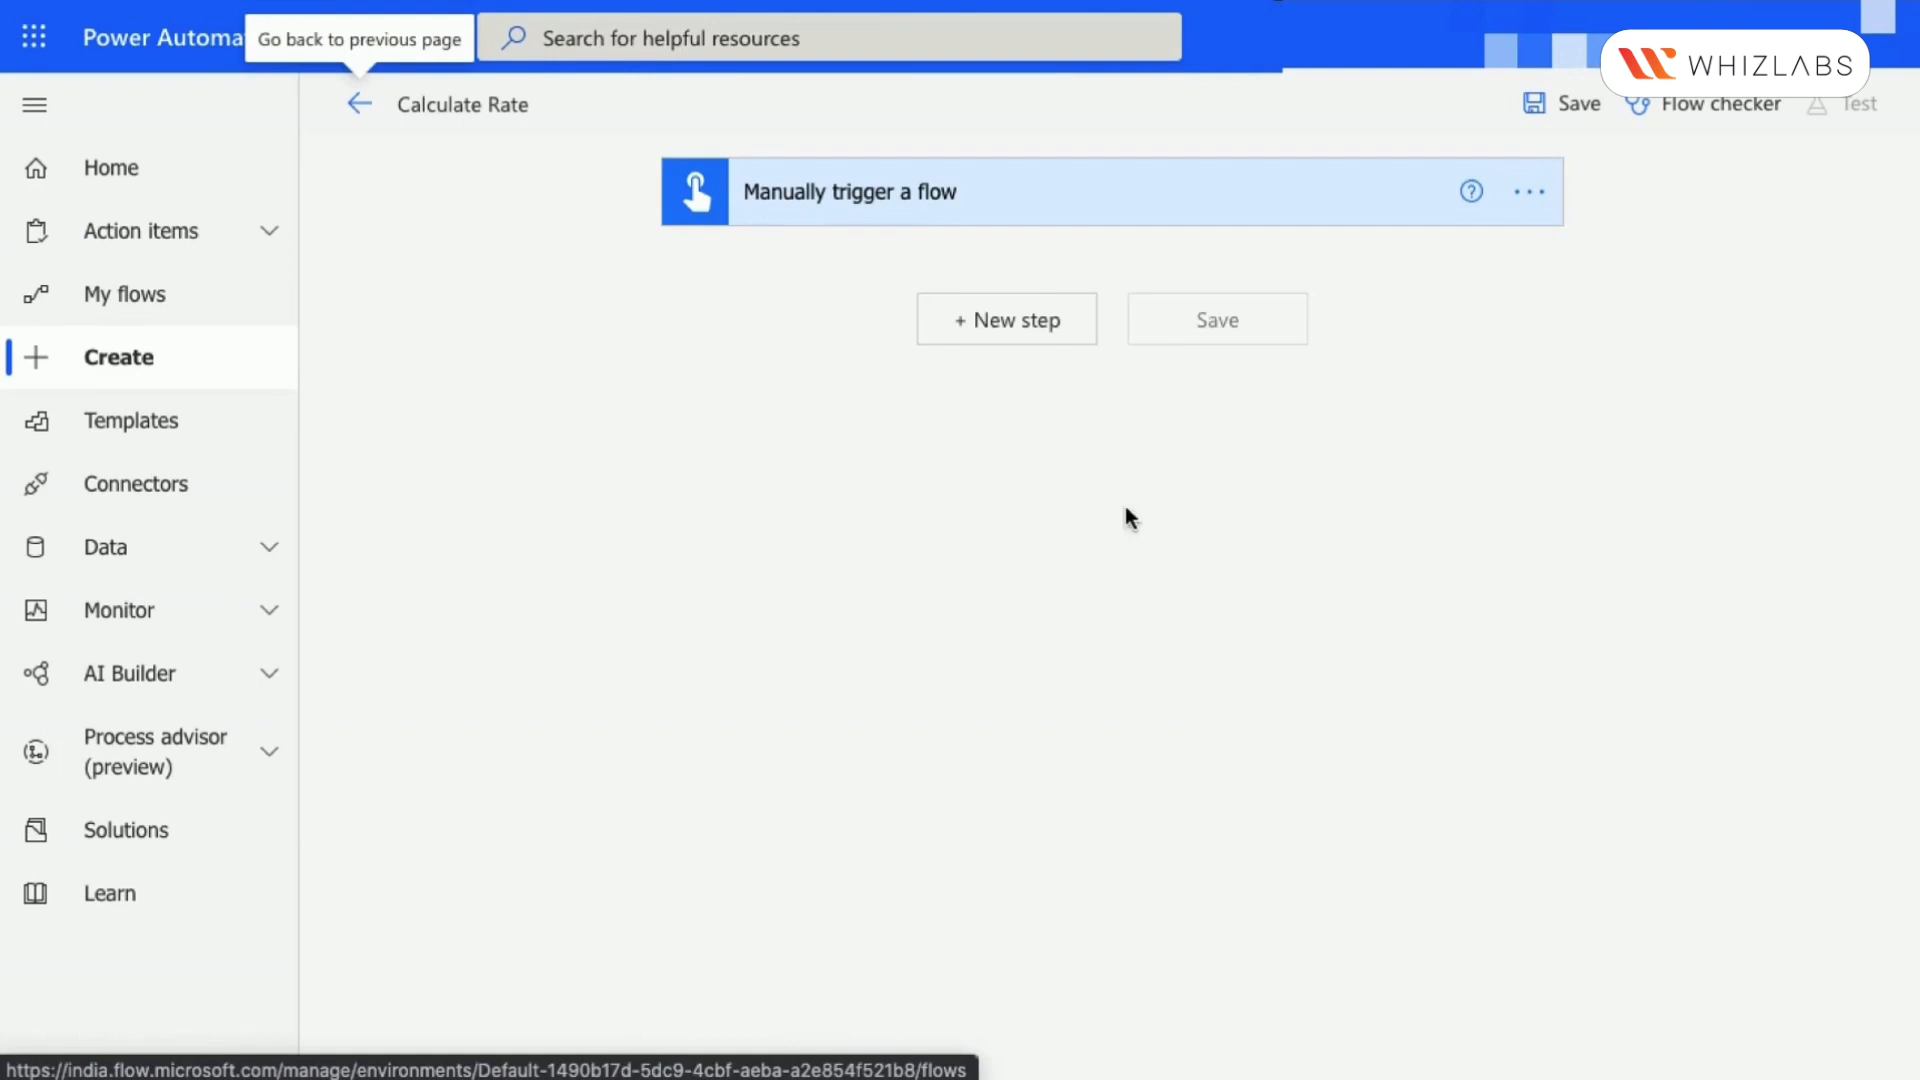 Power Automa
Go back to previous page
Search for helpful resources
WHIZLABS
Calculate Rate
Save
Flow checker
Test
Home
Manually trigger a flow
Action items
My flows
+ New step
Save
Create
Templates
Connectors
Data
Monitor
AI Builder
Process advisor
(preview)
Solutions
Learn
https://india.flow.microsoft.com/manage/environments/Default-1490b17d-5dc9-4cbf-aeba-a2e854f521b8/flows